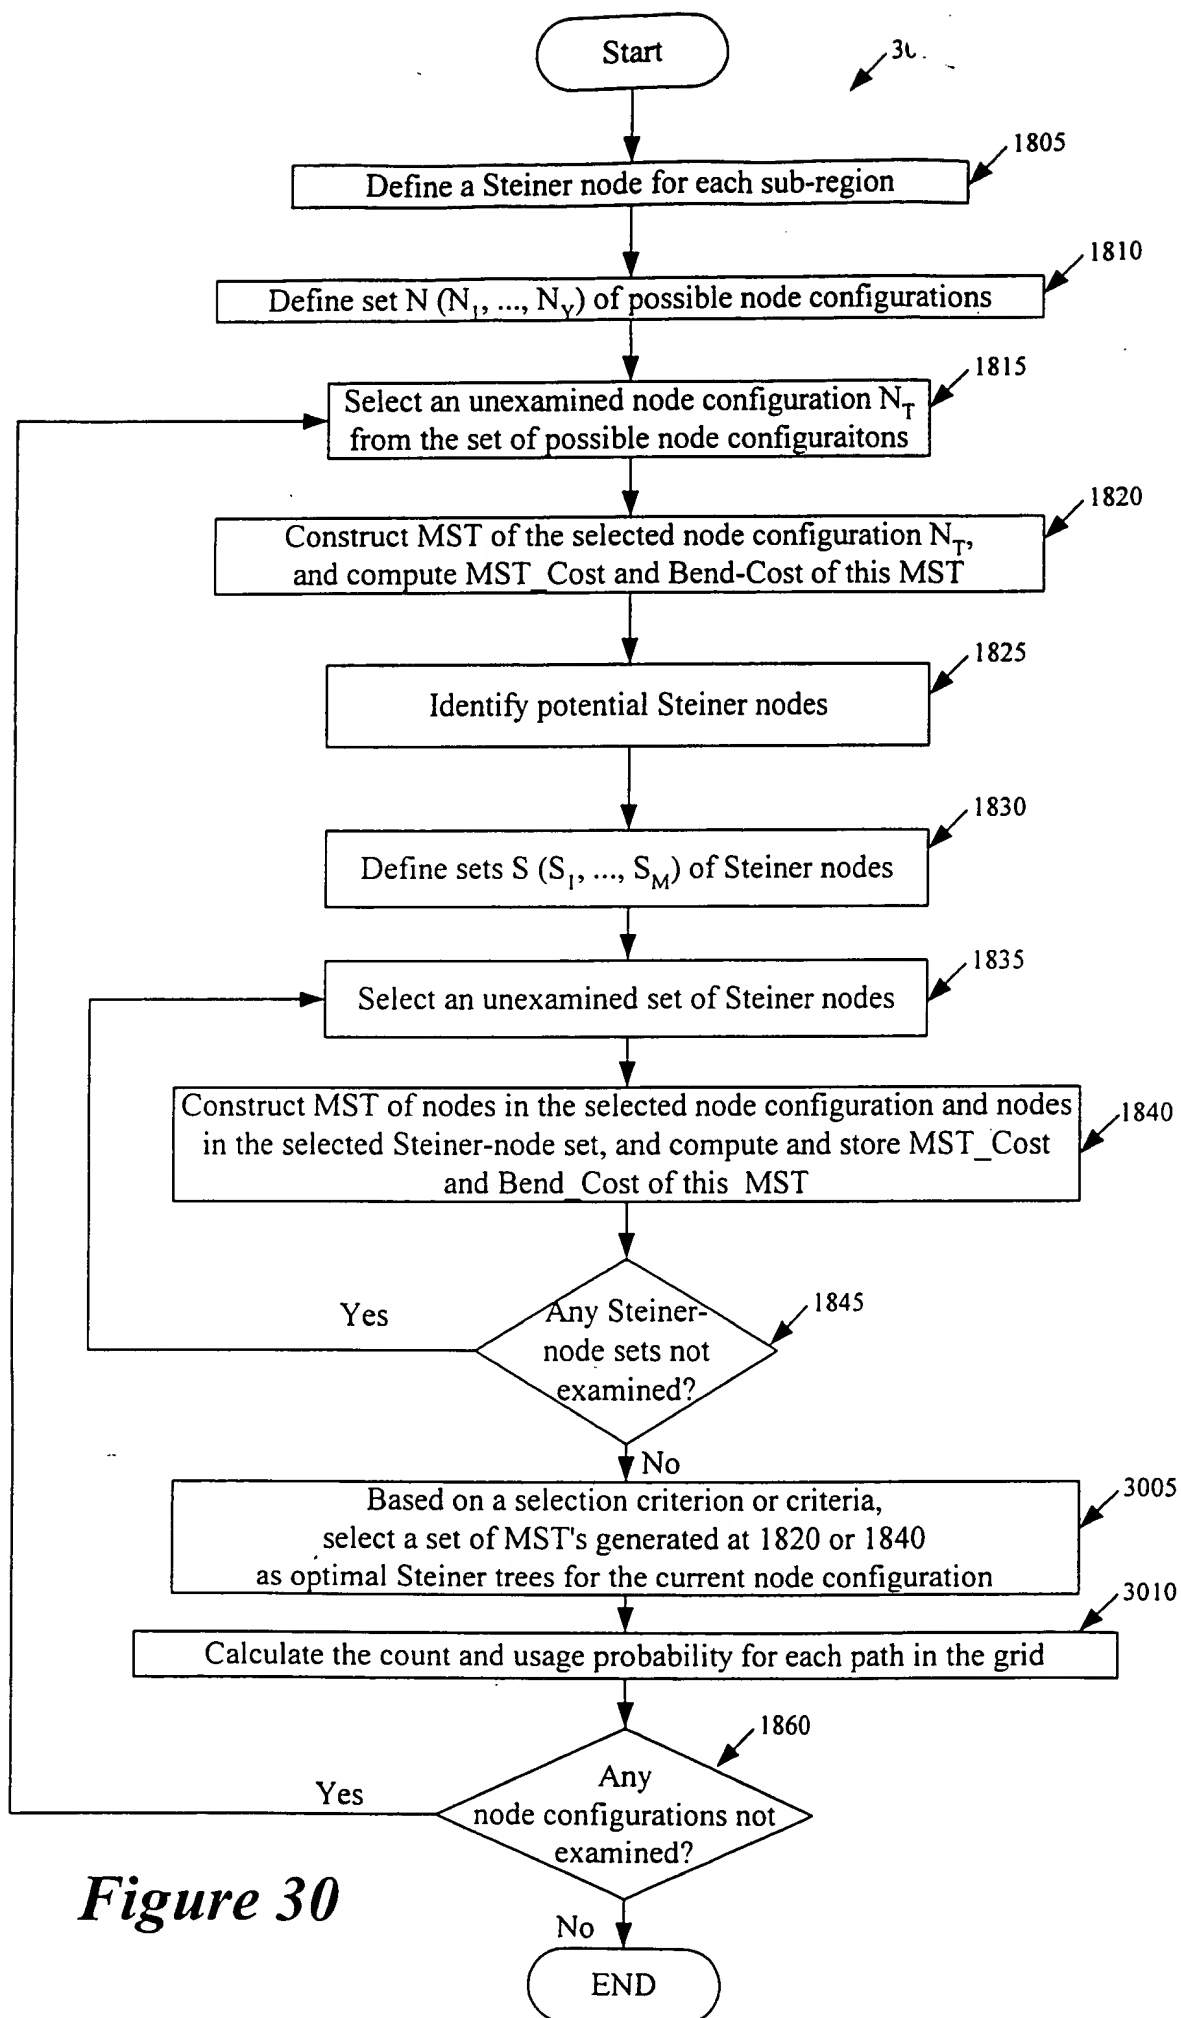 Start
1805
Define a Steiner node for each sub-region
1810
Define set N (N1, ..., NY) of possible node configurations
1815
Select an unexamined node configuration NT
from the set of possible node configuraitons
1820
Construct MST of the selected node configuration NT,
and compute MST_Cost and Bend-Cost of this MST
1825
Identify potential Steiner nodes
1830
Define sets S (S1, ..., SM) of Steiner nodes
1835
Select an unexamined set of Steiner nodes
1840
Construct MST of nodes in the selected node configuration and nodes
in the selected Steiner-node set, and compute and store MST_Cost
and Bend_Cost of this MST
1845
Yes
Any Steiner-
node sets not
examined?
No
3005
Based on a selection criterion or criteria,
select a set of MST's generated at 1820 or 1840
as optimal Steiner trees for the current node configuration
3010
Calculate the count and usage probability for each path in the grid
1860
Yes
Any
node configurations not
examined?
No
END
Figure 30